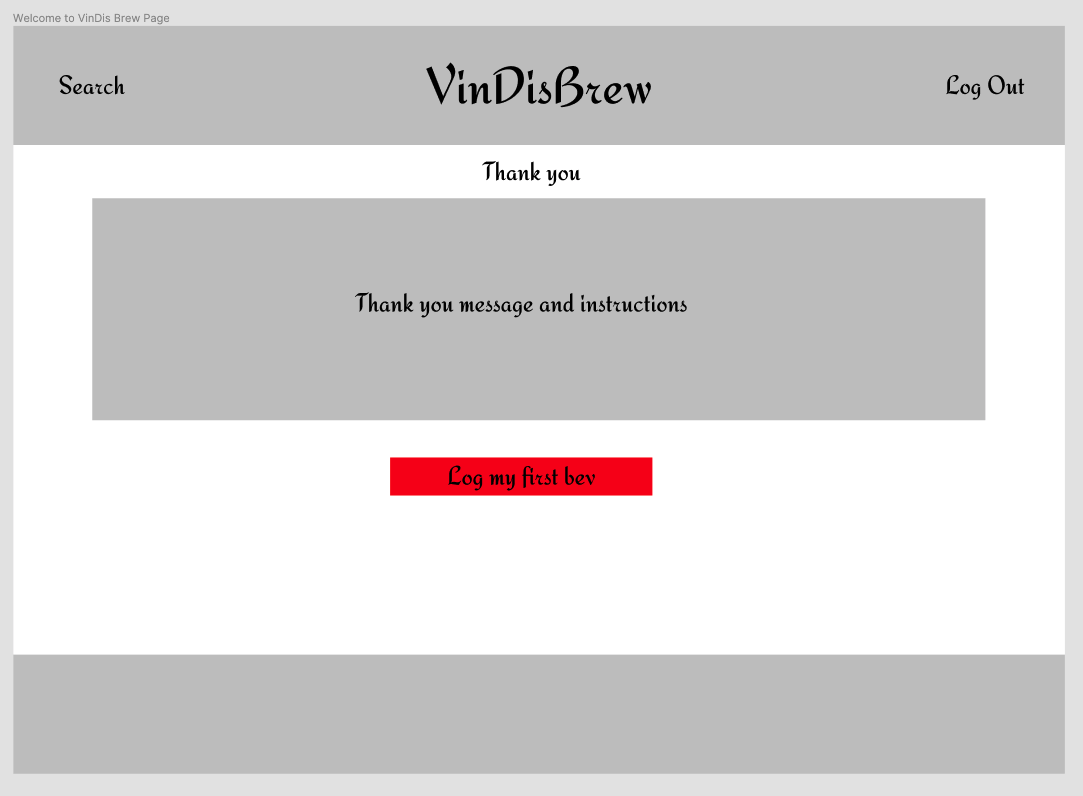 Welcome to VinDis Brew Page
Search
VinDisBrew
Log Out
Thank you
Thank you message and instructions
Log my first bev